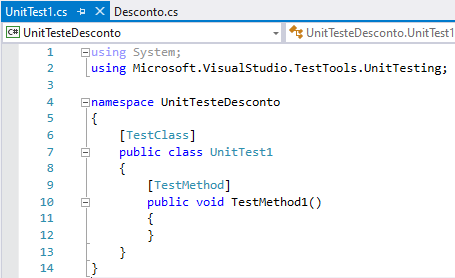 UnitTest1.cs Desconto.cs
C# UnitTesteDesconto UnitTesteDesconto.UnitTest1
1 using System;
2 using Microsoft.VisualStudio.TestTools.UnitTesting;
3
4 namespace UnitTesteDesconto
5 {
6 [TestClass]
7 public class UnitTest1
8 {
9 [TestMethod]
10 public void TestMethod1()
11 {
12 }
13 }
14 }